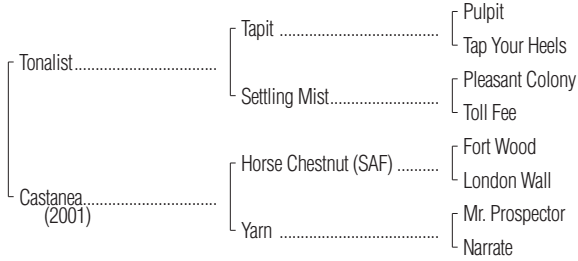 Pulpit
Tapit ....................................
Tap Your Heels
Tonalist................................
Pleasant Colony
Settling Mist.........................
Toll Fee
Fort Wood
Horse Chestnut (SAF) ..........
London Wall
Castanea..............................
(2001)
Mr. Prospector
Yarn ....................................
Narrate